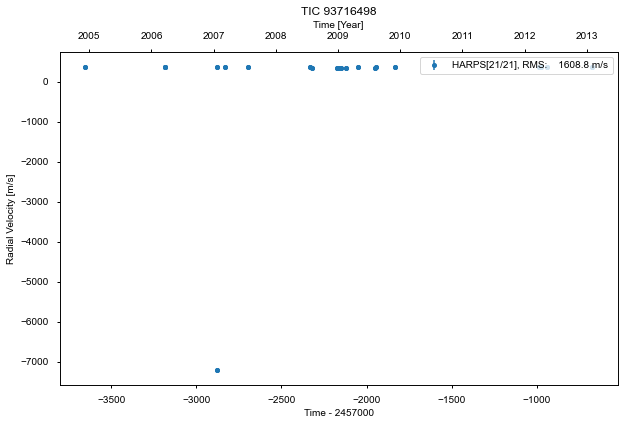 TIC 93716498
Time [Year]
2005 2006 2007 2008 2009 2010 2011 2012 2013
HARPS[21/21], RMS: 1608.8 m/s
Radial Velocity [m/s]
0
−1000
−2000
−3000
−4000
−5000
−6000
−7000
−3500 −3000 −2500 −2000 −1500 −1000
Time - 2457000